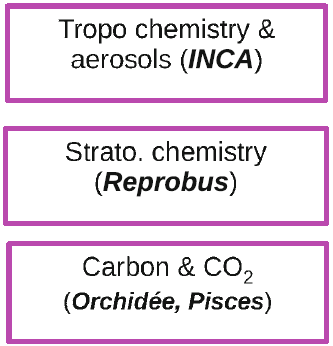 Tropo chemistry &
aerosols (INCA)
Strato. chemistry
(Reprobus)
Carbon & CO₂
(Orchidée, Pisces)